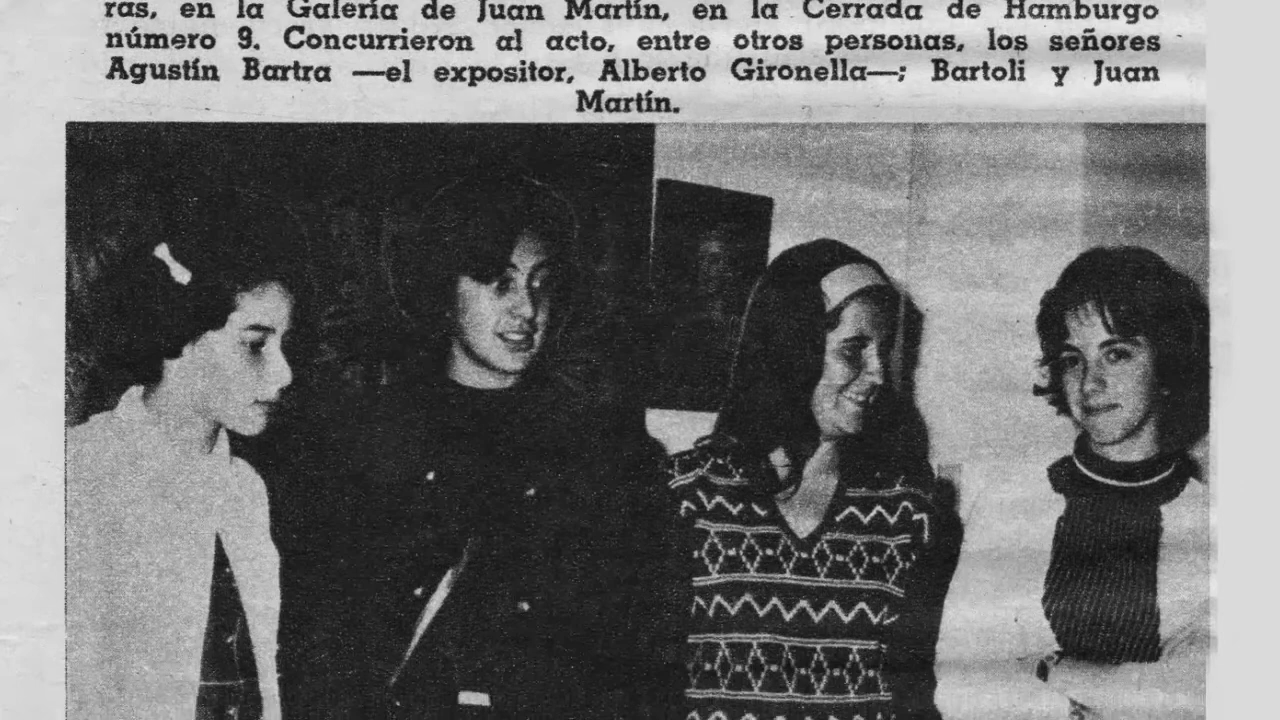 ras, en la Galería de Juan Martín, en la Cerrada de Hamburgo
número 9. Concurrieron al acto, entre otros personas, los señores
Agustín Bartra —el expositor, Alberto Gironella—; Bartoli y Juan
Martín.